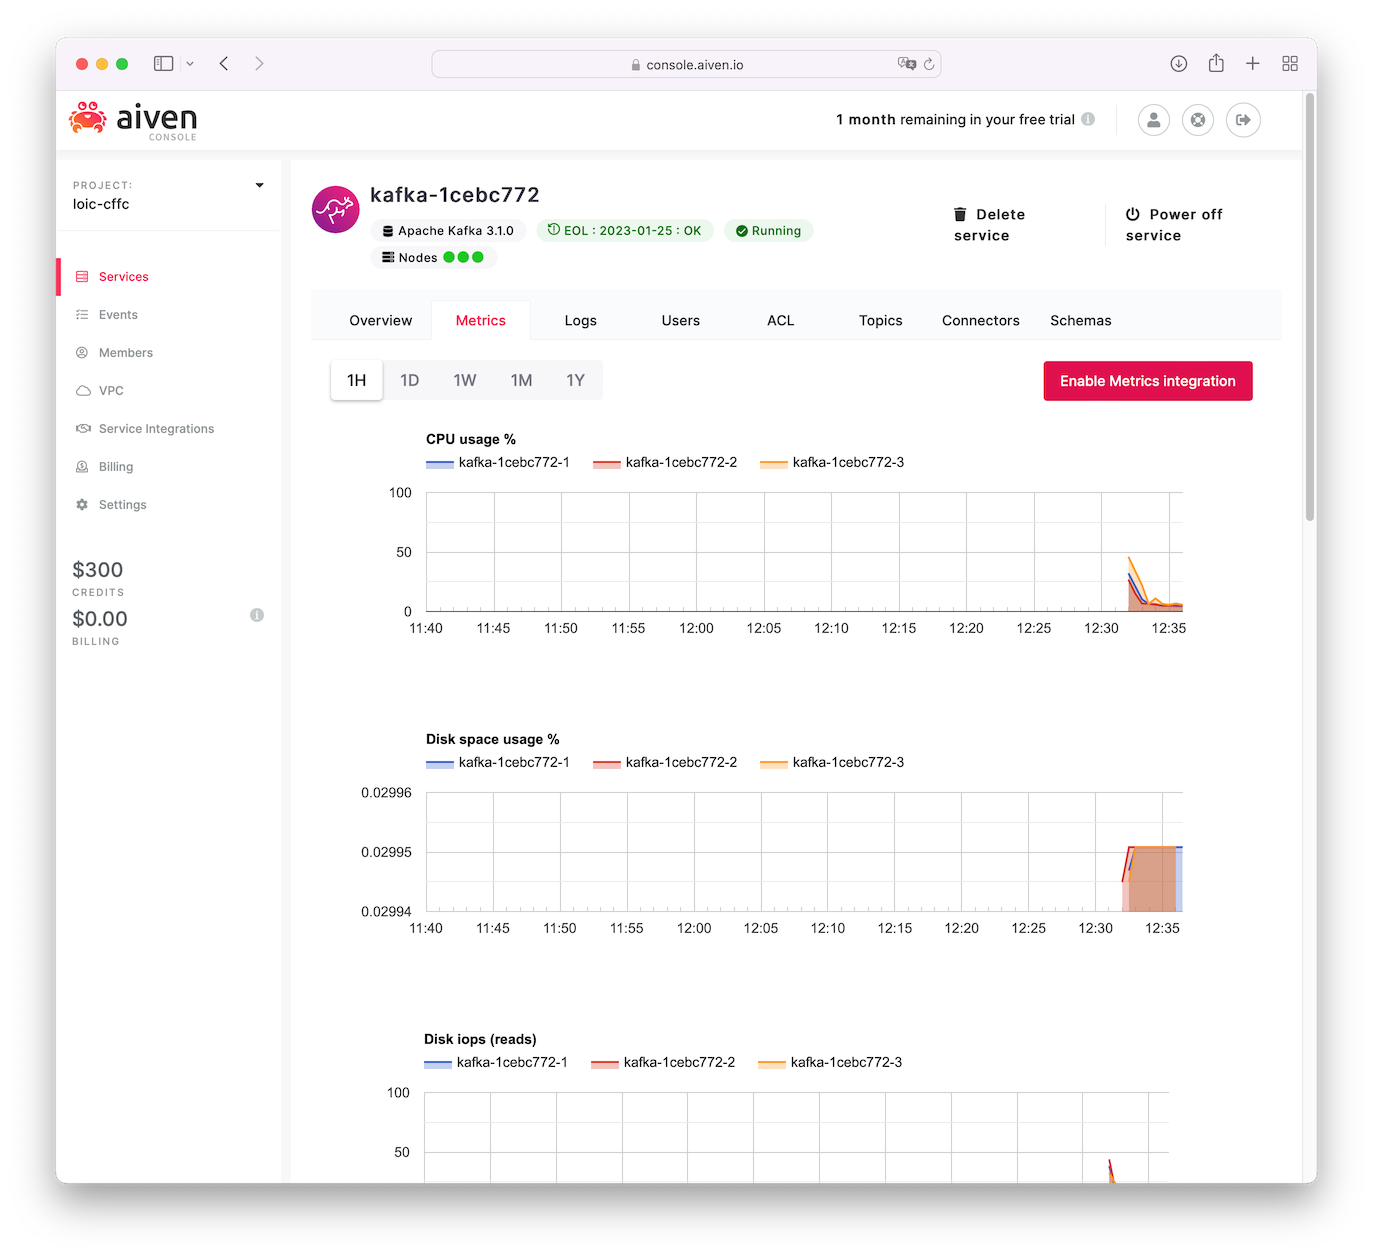 console.aiven.io
aiven
CONSOLE
1 month remaining in your free trial
PROJECT:
loic-cffc
Services
Events
Members
VPC
Service Integrations
Billing
Settings
$300
CREDITS
$0.00
BILLING
kafka-1cebc772
Apache Kafka 3.1.0
EOL : 2023-01-25 : OK
Running
Nodes
Delete service
Power off service
Overview
Metrics
Logs
Users
ACL
Topics
Connectors
Schemas
1H 1D 1W 1M 1Y
Enable Metrics integration
CPU usage %
kafka-1cebc772-1 kafka-1cebc772-2 kafka-1cebc772-3
100
50
0
11:40 11:45 11:50 11:55 12:00 12:05 12:10 12:15 12:20 12:25 12:30 12:35
Disk space usage %
kafka-1cebc772-1 kafka-1cebc772-2 kafka-1cebc772-3
0.02996
0.02995
0.02994
11:40 11:45 11:50 11:55 12:00 12:05 12:10 12:15 12:20 12:25 12:30 12:35
Disk iops (reads)
kafka-1cebc772-1 kafka-1cebc772-2 kafka-1cebc772-3
100
50